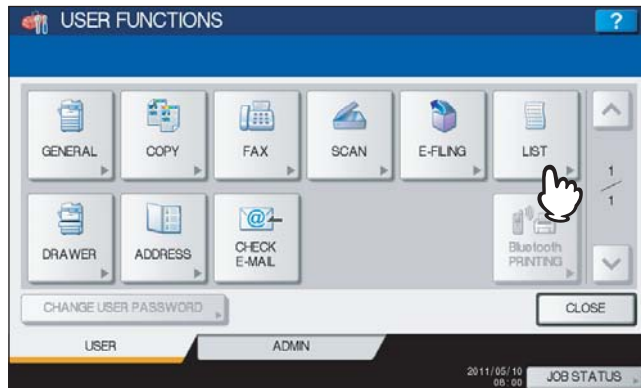 USER FUNCTIONS
?
GENERAL
COPY
FAX
SCAN
E-FILING
LIST
1
1
DRAWER
ADDRESS
@
CHECK
E-MAIL
Bluetooth
PRINTING
CHANGE USER PASSWORD
CLOSE
USER
ADMIN
2011/05/10
08:00
JOB STATUS